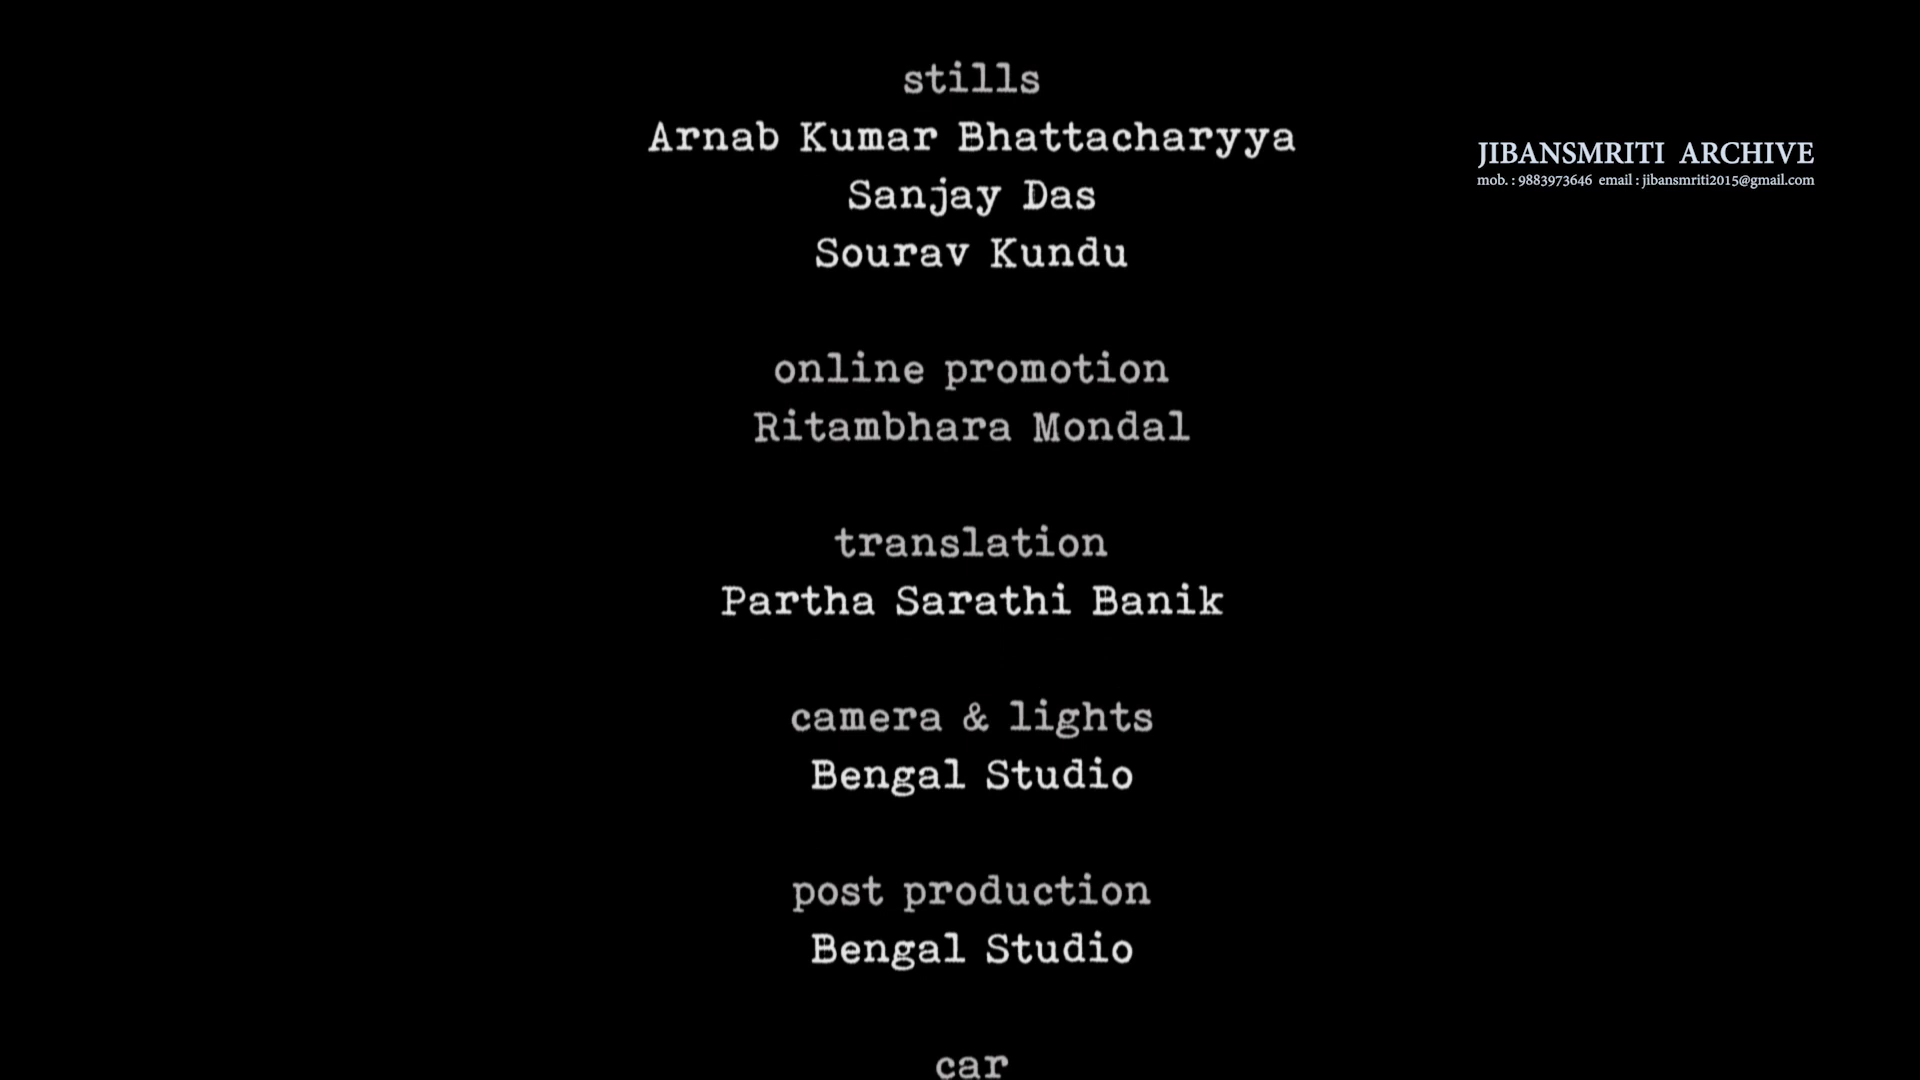 stills
Arnab Kumar Bhattacharyya
Sanjay Das
Sourav Kundu
JIBANSMRITI ARCHIVE
mob. : 9883973646 email : jibansmriti2015@gmail.com
online promotion
Ritambhara Mondal
translation
Partha Sarathi Banik
camera & lights
Bengal Studio
post production
Bengal Studio
car